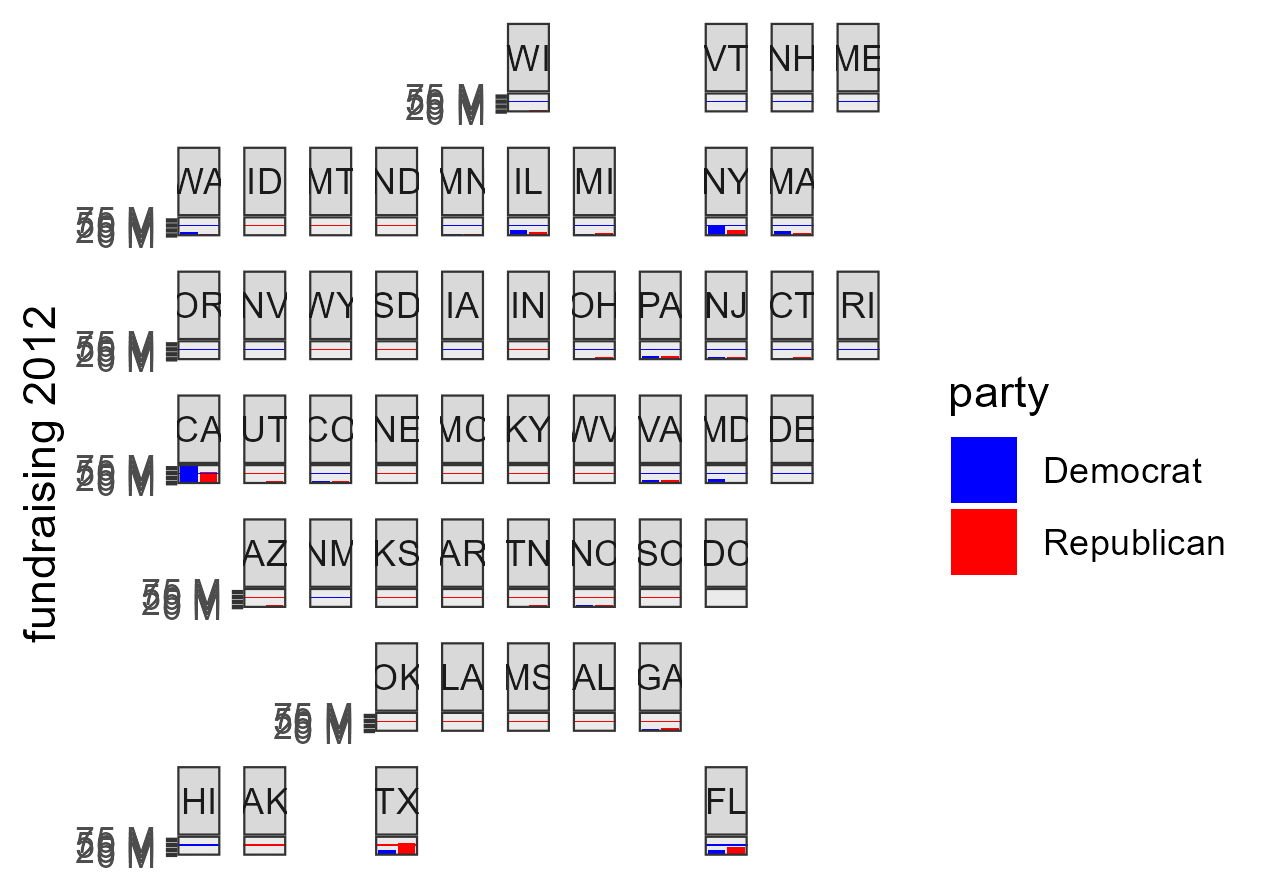 WI VT NH ME
WA ID MT ND MN IL MI NY MA
OR NV WY SD IA IN OH PA NJ CT RI
CA UT CO NE MO KY WV VA MD DE
AZ NM KS AR TN NC SC DC
OK LA MS AL GA
HI AK TX FL
fundraising 2012
party
Democrat
Republican